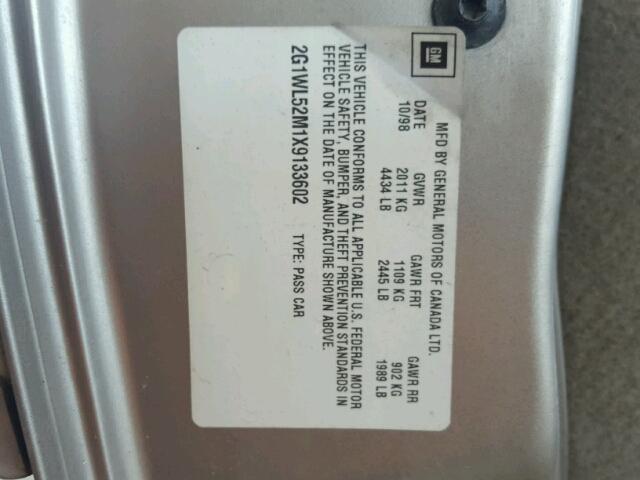 GM
MFD BY GENERAL MOTORS OF CANADA LTD.
DATE GVWR GAWR FRT GAWR RR
10/98 2011 KG 1109 KG 902 KG
4434 LB 2445 LB 1989 LB
THIS VEHICLE CONFORMS TO ALL APPLICABLE U.S. FEDERAL MOTOR
VEHICLE SAFETY, BUMPER, AND THEFT PREVENTION STANDARDS IN
EFFECT ON THE DATE OF MANUFACTURE SHOWN ABOVE.
2G1WL52M1X9133602 TYPE: PASS CAR